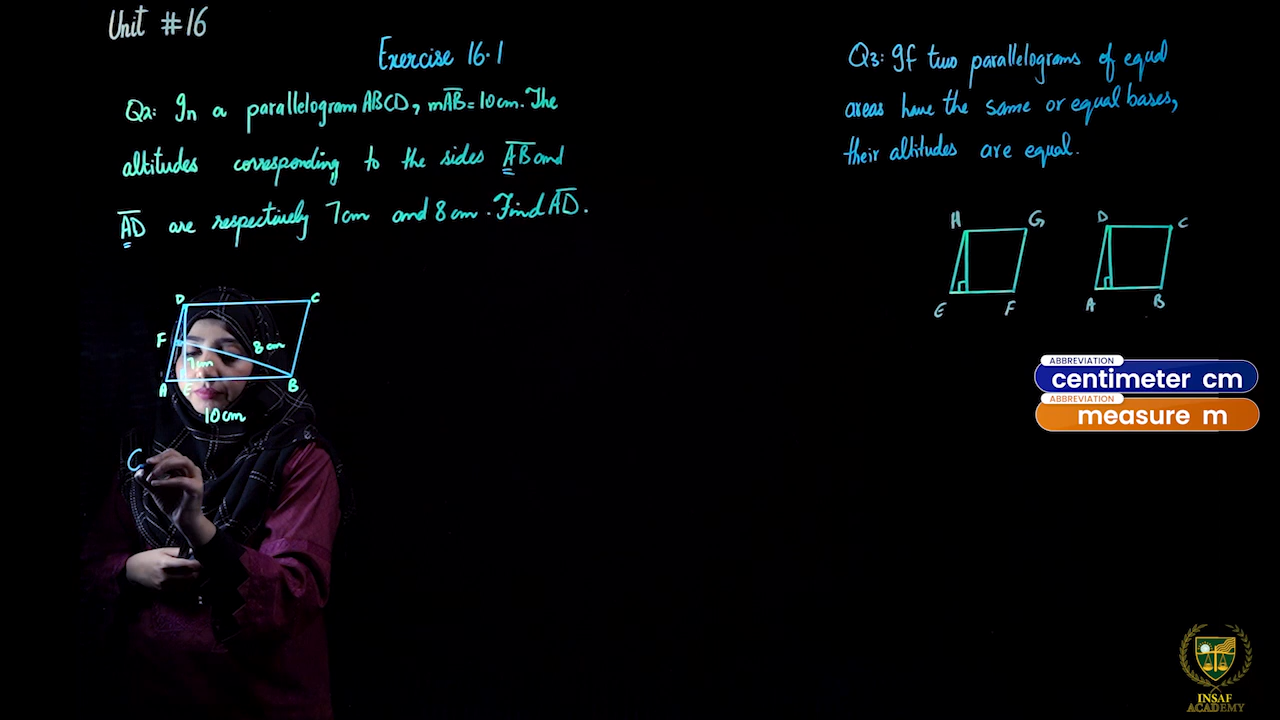 Unit #16
Exercise 16.1
Q2: In a parallelogram ABCD, mAB = 10cm. The
altitudes corresponding to the sides AB and
AD are respectively 7cm and 8cm. Find AD.
D C
F 8 cm
7cm
A E B
10cm
G
Q3: If two parallelograms of equal
areas have the same or equal bases,
their altitudes are equal.
H G D C
E F A B
ABBREVIATION
centimeter cm
ABBREVIATION
measure m
INSAF
ACADEMY